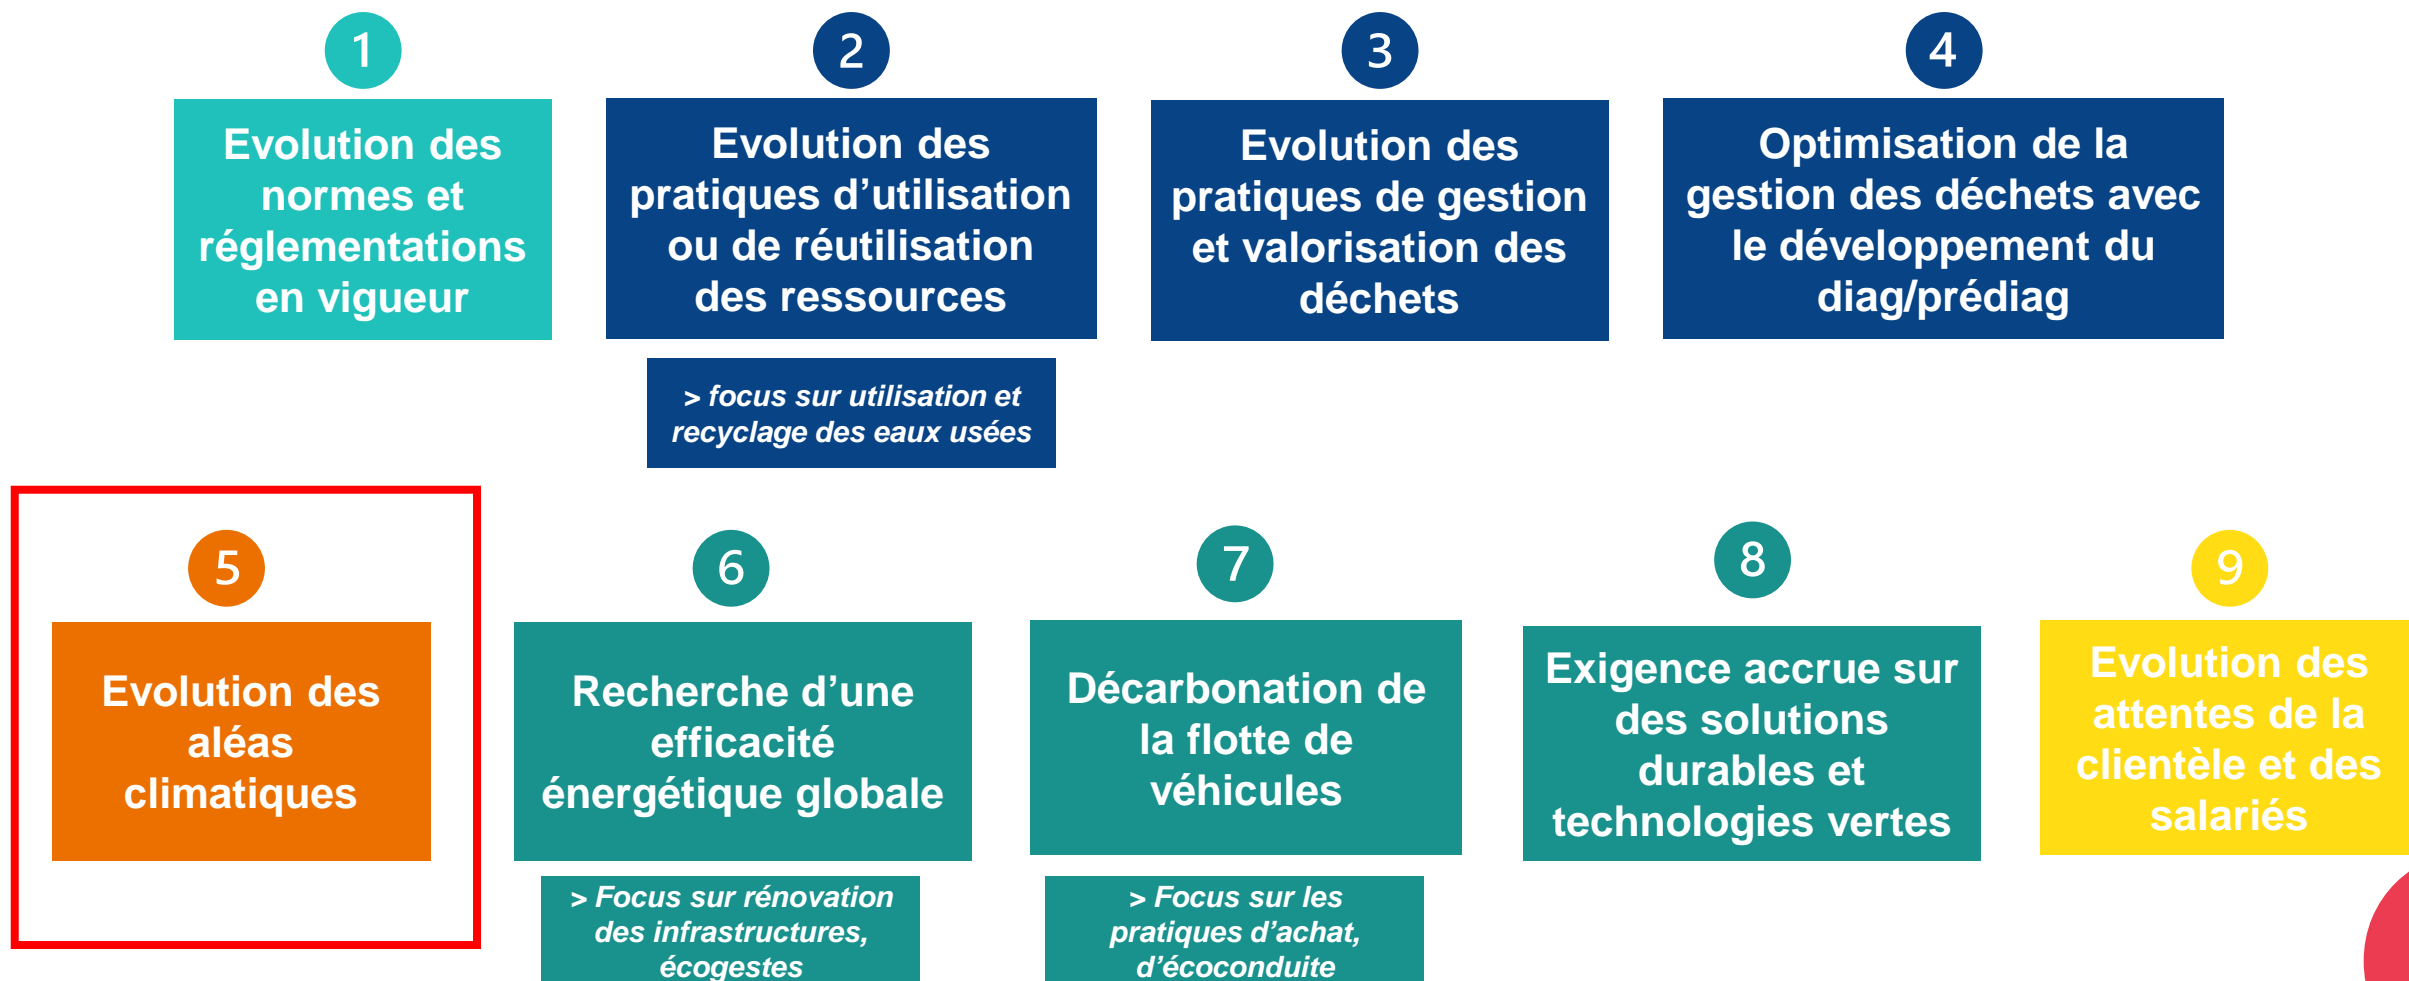 1
Evolution des
normes et
réglementations
en vigueur
2
Evolution des
pratiques d’utilisation
ou de réutilisation
des ressources
> focus sur utilisation et
recyclage des eaux usées
3
Evolution des
pratiques de gestion
et valorisation des
déchets
4
Optimisation de la
gestion des déchets avec
le développement du
diag/prédiag
5
Evolution des
aléas
climatiques
6
Recherche d’une
efficacité
énergétique globale
> Focus sur rénovation
des infrastructures,
écogestes
7
Décarbonation de
la flotte de
véhicules
> Focus sur les
pratiques d’achat,
d’écoconduite
8
Exigence accrue sur
des solutions
durables et
technologies vertes
9
Evolution des
attentes de la
clientèle et des
salariés